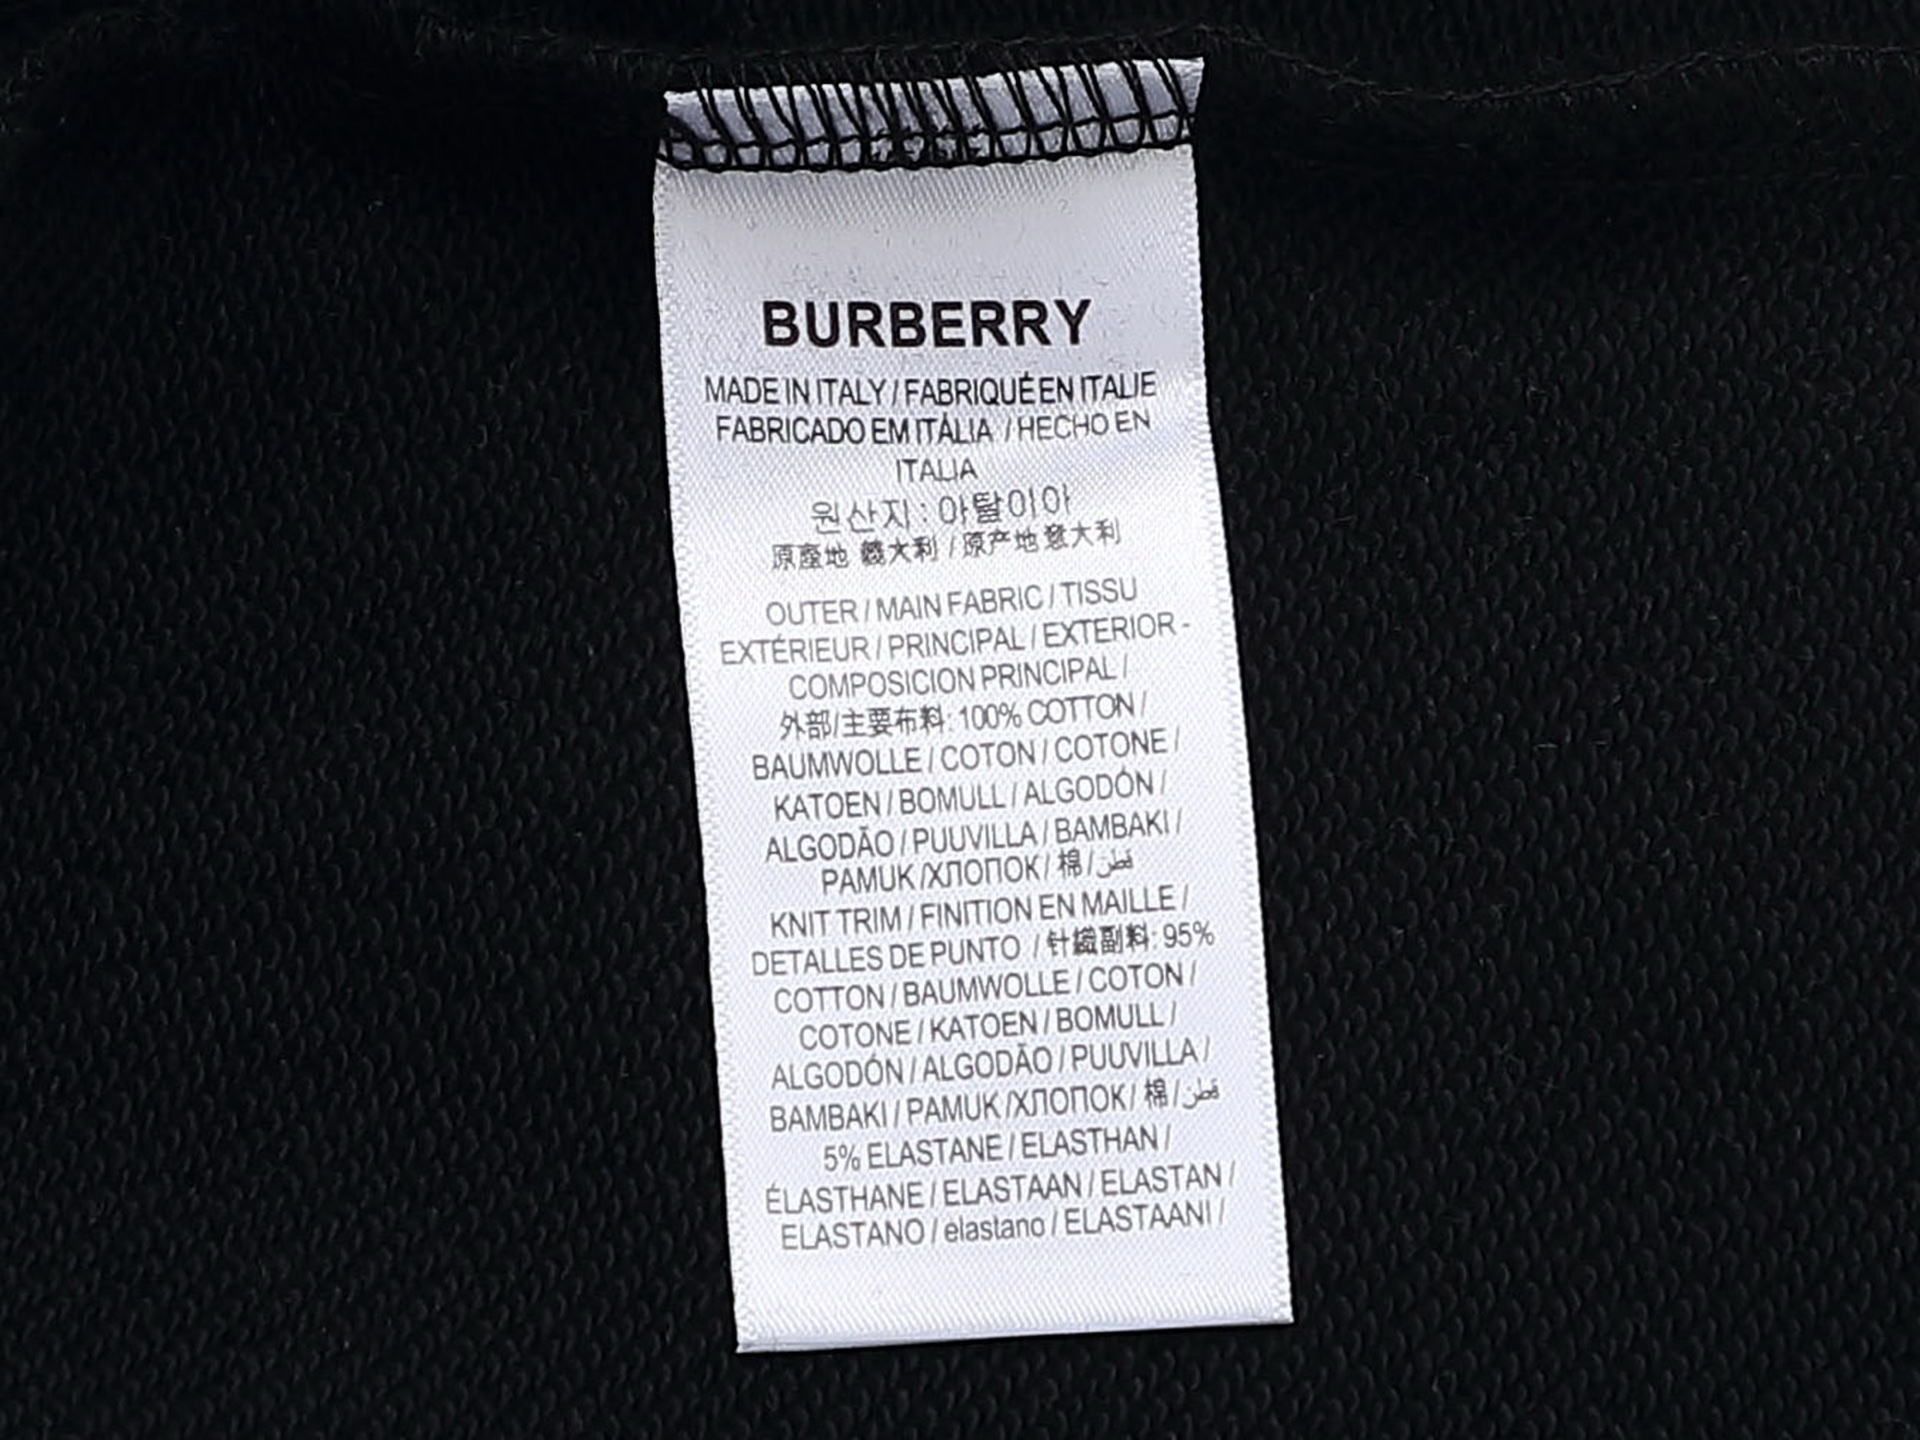 BURBERRY
MADE IN ITALY / FABRIQUÉ EN ITALIE
FABRICADO EM ITÁLIA / HECHO EN
ITALIA
원산지 : 아탈이아
原產地 義大利 / 原产地 意大利
OUTER / MAIN FABRIC / TISSU
EXTÉRIEUR / PRINCIPAL / EXTERIOR -
COMPOSICION PRINCIPAL /
外部/主要布料: 100% COTTON /
BAUMWOLLE / COTON / COTONE /
KATOEN / BOMULL / ALGODÓN /
ALGODÃO / PUUVILLA / BAMBAKI /
PAMUK /ХЛОПОК / 棉 / قطن
KNIT TRIM / FINITION EN MAILLE /
DETALLES DE PUNTO / 针織副料: 95%
COTTON / BAUMWOLLE / COTON /
COTONE / KATOEN / BOMULL /
ALGODÓN / ALGODÃO / PUUVILLA /
BAMBAKI / PAMUK /ХЛОПОК / 棉 / قطن
5% ELASTANE / ELASTHAN /
ÉLASTHANE / ELASTAAN / ELASTAN /
ELASTANO / elastano / ELASTAANI /